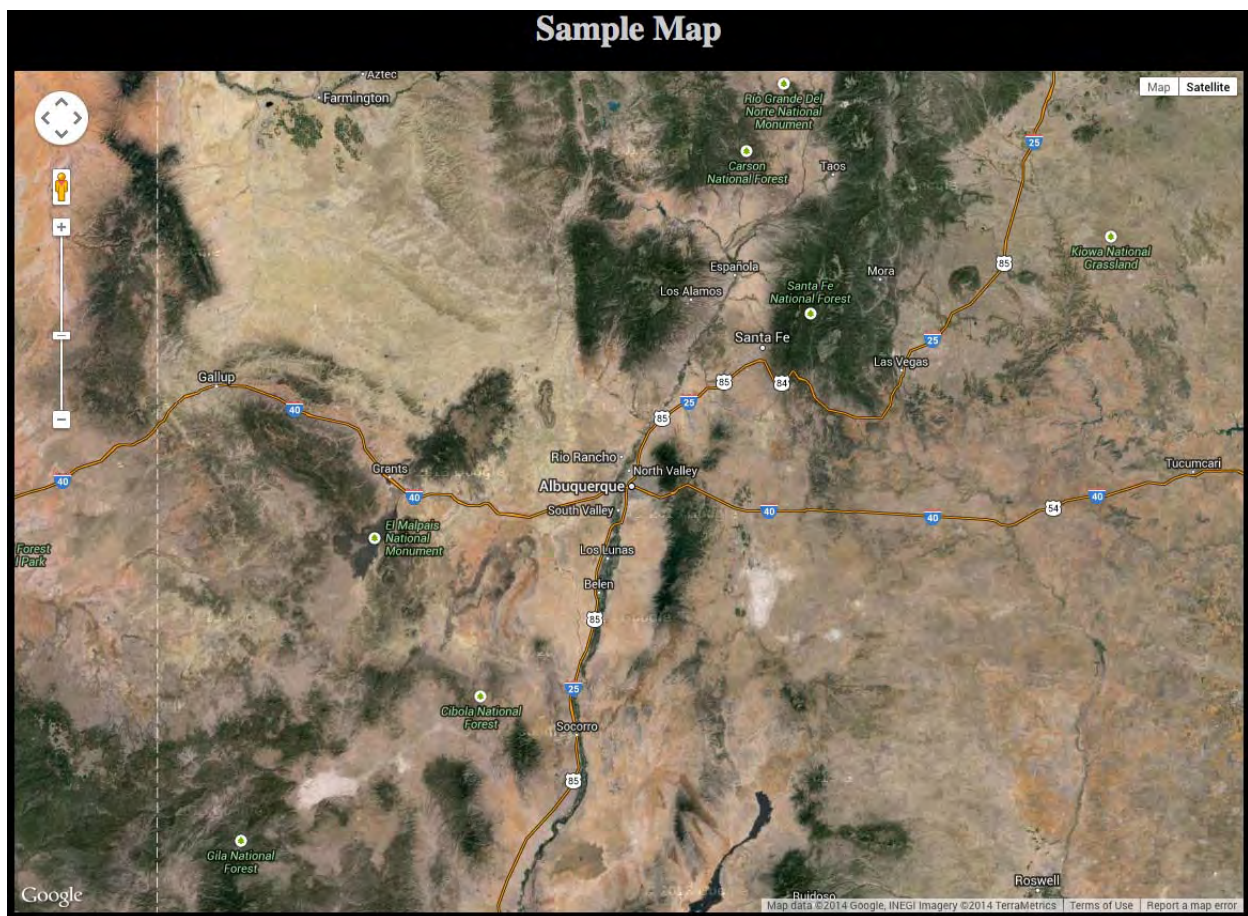 Sample Map
Aztec
Farmington
Map
Satellite
Rio Grande Del
Norte National
Monument
25
Carson
National Forest
Taos
Kiowa National
Grassland
85
Española
Mora
Los Alamos
Santa Fe
National Forest
Santa Fe
25
Las Vegas
Gallup
85
84
40
25
85
Rio Rancho
North Valley
Grants
Tucumcari
40
Albuquerque
40
40
South Valley
40
40
54
El Malpais
National
Monument
Forest
l Park
Los Lunas
Belen
85
25
Cibola National
Forest
Socorro
85
Gila National
Forest
Roswell
Ruidoso
Google
Map data ©2014 Google, INEGI Imagery ©2014 TerraMetrics
Terms of Use
Report a map error